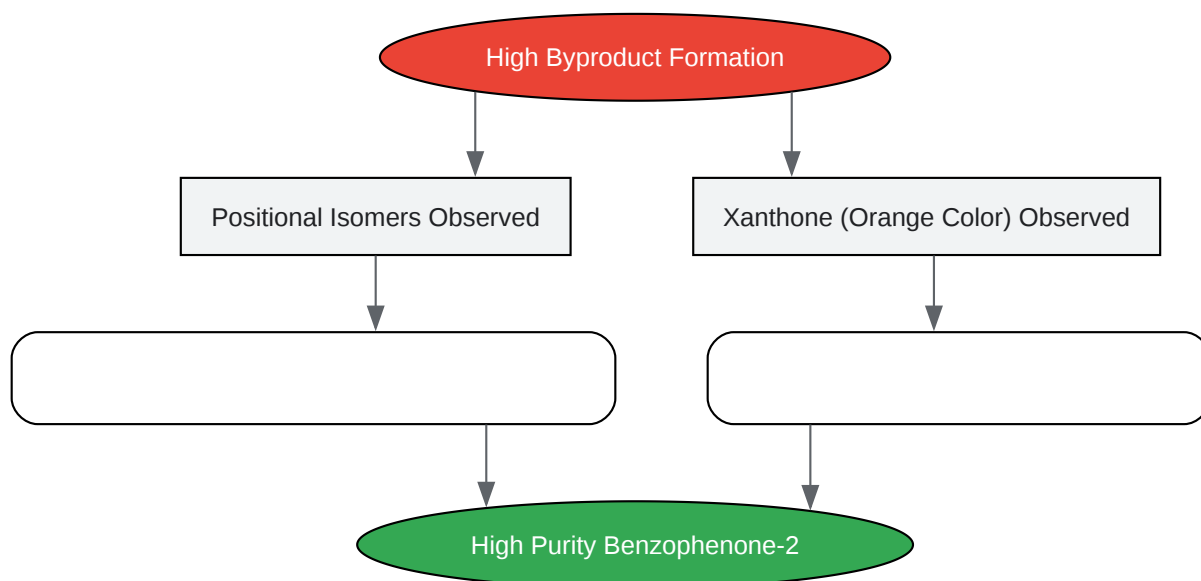 High Byproduct Formation
Positional Isomers Observed
Xanthone (Orange Color) Observed
High Purity Benzophenone-2